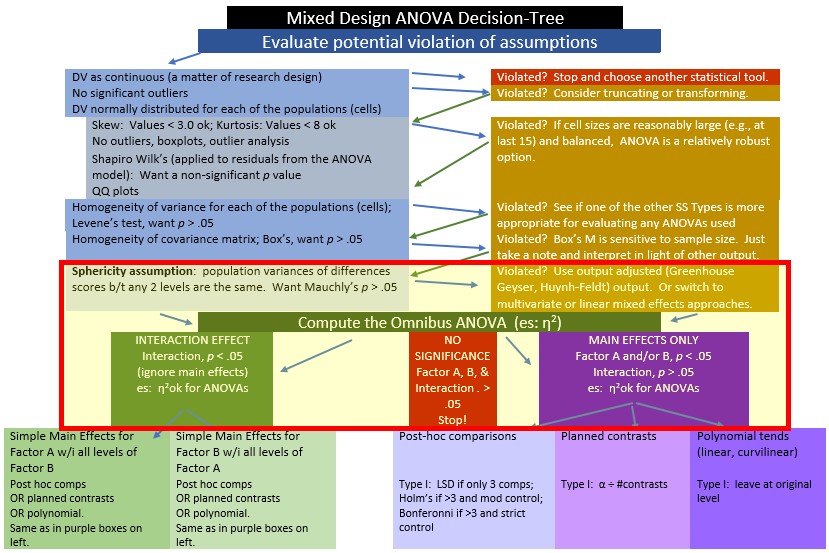 Mixed Design ANOVA Decision-Tree
Evaluate potential violation of assumptions
DV as continuous (a matter of research design)
No significant outliers
DV normally distributed for each of the populations (cells)
Skew: Values < 3.0 ok; Kurtosis: Values < 8 ok
No outliers, boxplots, outlier analysis
Shapiro Wilk's (applied to residuals from the ANOVA
model): Want a non-significant p value
QQ plots
Homogeneity of variance for each of the populations (cells);
Levene's test, want p > .05
Homogeneity of covariance matrix; Box's, want p > .05
Sphericity assumption: population variances of differences
scores b/t any 2 levels are the same. Want Mauchly's p > .05
Violated? Stop and choose another statistical tool.
Violated? Consider truncating or transforming.
Violated? If cell sizes are reasonably large (e.g., at
last 15) and balanced, ANOVA is a relatively robust
option.
Violated? See if one of the other SS Types is more
appropriate for evaluating any ANOVAs used
Violated? Box's M is sensitive to sample size. Just
take a note and interpret in light of other output.
Violated? Use output adjusted (Greenhouse
Geyser, Huynh-Feldt) output. Or switch to
multivariate or linear mixed effects approaches.
Compute the Omnibus ANOVA (es: η²)
INTERACTION EFFECT
Interaction, p < .05
(ignore main effects)
es: η²ok for ANOVAs
NO
SIGNIFICANCE
Factor A, B, &
Interaction . >
.05
Stop!
MAIN EFFECTS ONLY
Factor A and/or B, p < .05
Interaction, p > .05
es: η²ok for ANOVAs
Simple Main Effects for
Factor A w/i all levels of
Factor B
Post hoc comps
OR planned contrasts
OR polynomial.
Same as in purple boxes on
left.
Simple Main Effects for
Factor B w/i all levels of
Factor A
Post hoc comps
OR planned contrasts
OR polynomial.
Same as in purple boxes on
left.
Post-hoc comparisons
Type I: LSD if only 3 comps;
Holm's if >3 and mod control;
Bonferonni if >3 and strict
control
Planned contrasts
Type I: α ÷ #contrasts
Polynomial tends
(linear, curvilinear)
Type I: leave at original
level